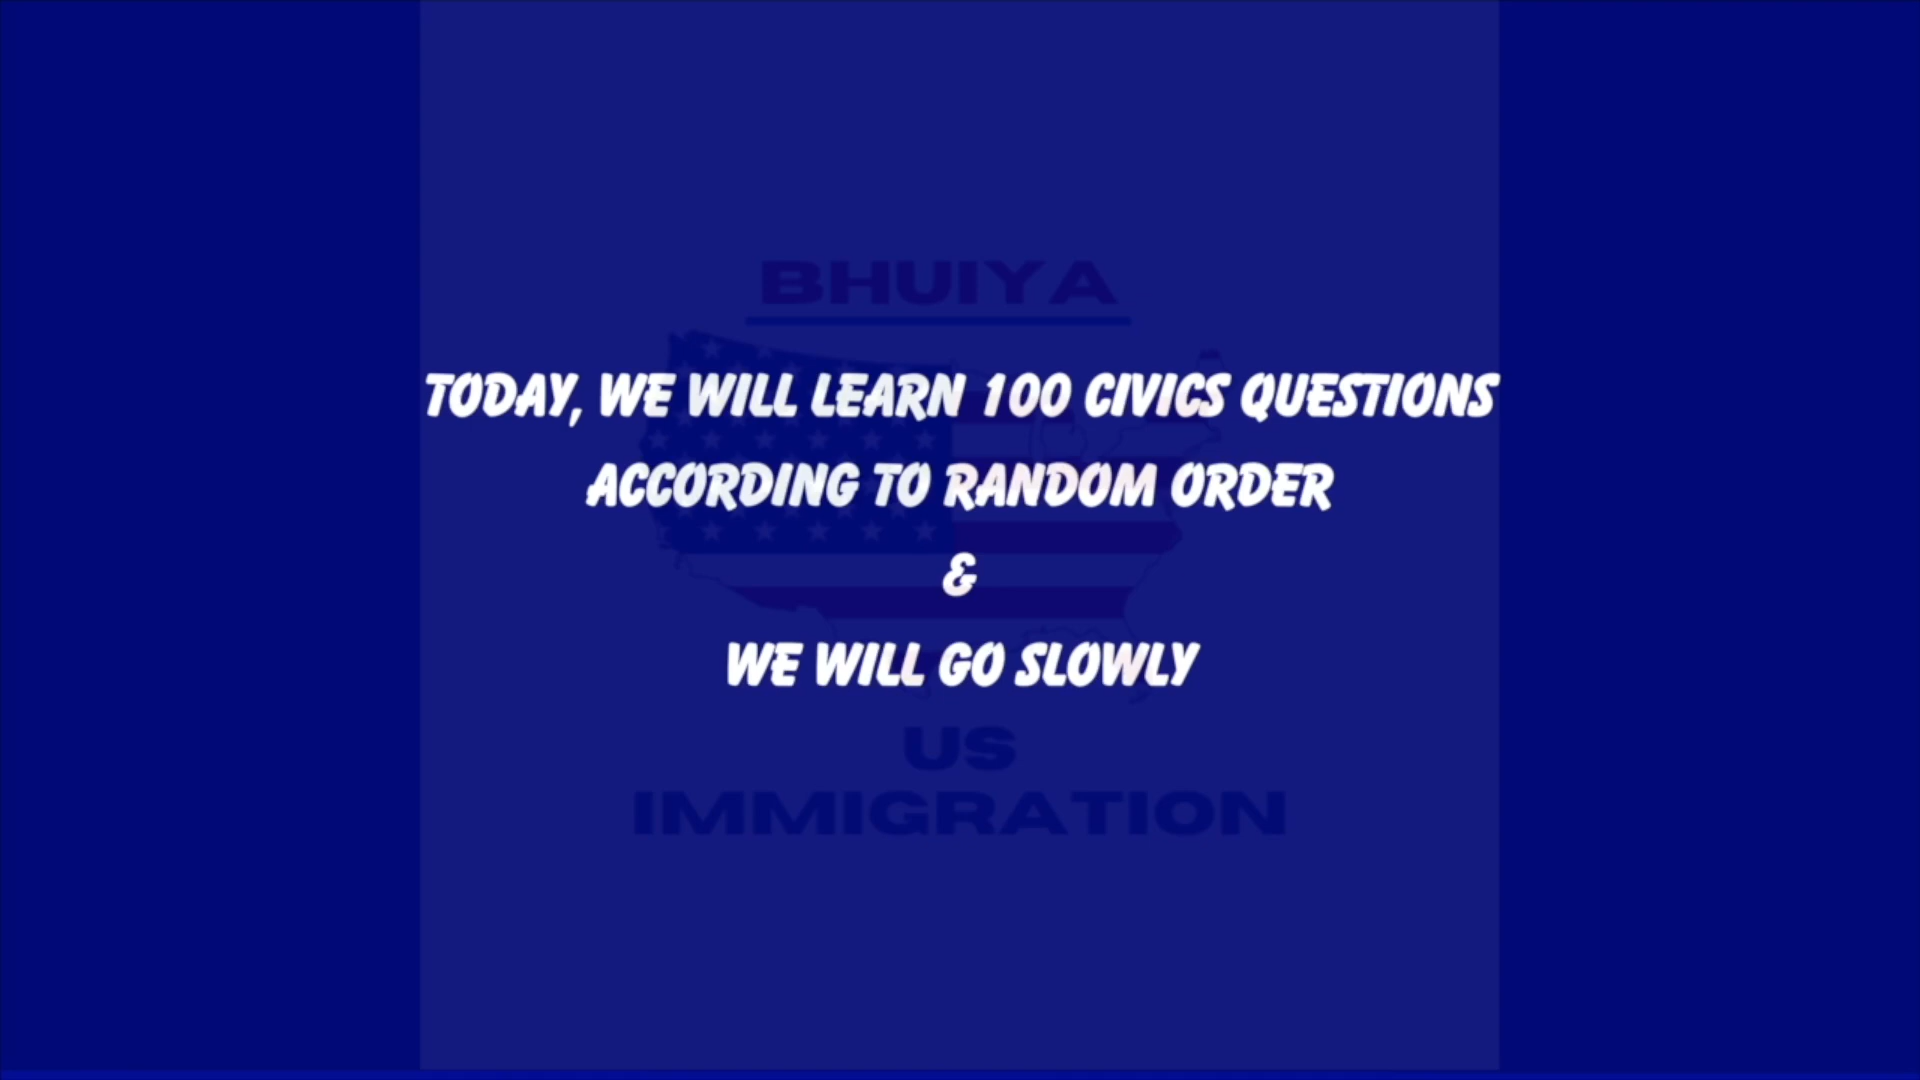 BHUIYA
TODAY, WE WILL LEARN 100 CIVICS QUESTIONS
ACCORDING TO RANDOM ORDER
&
WE WILL GO SLOWLY
US
IMMIGRATION